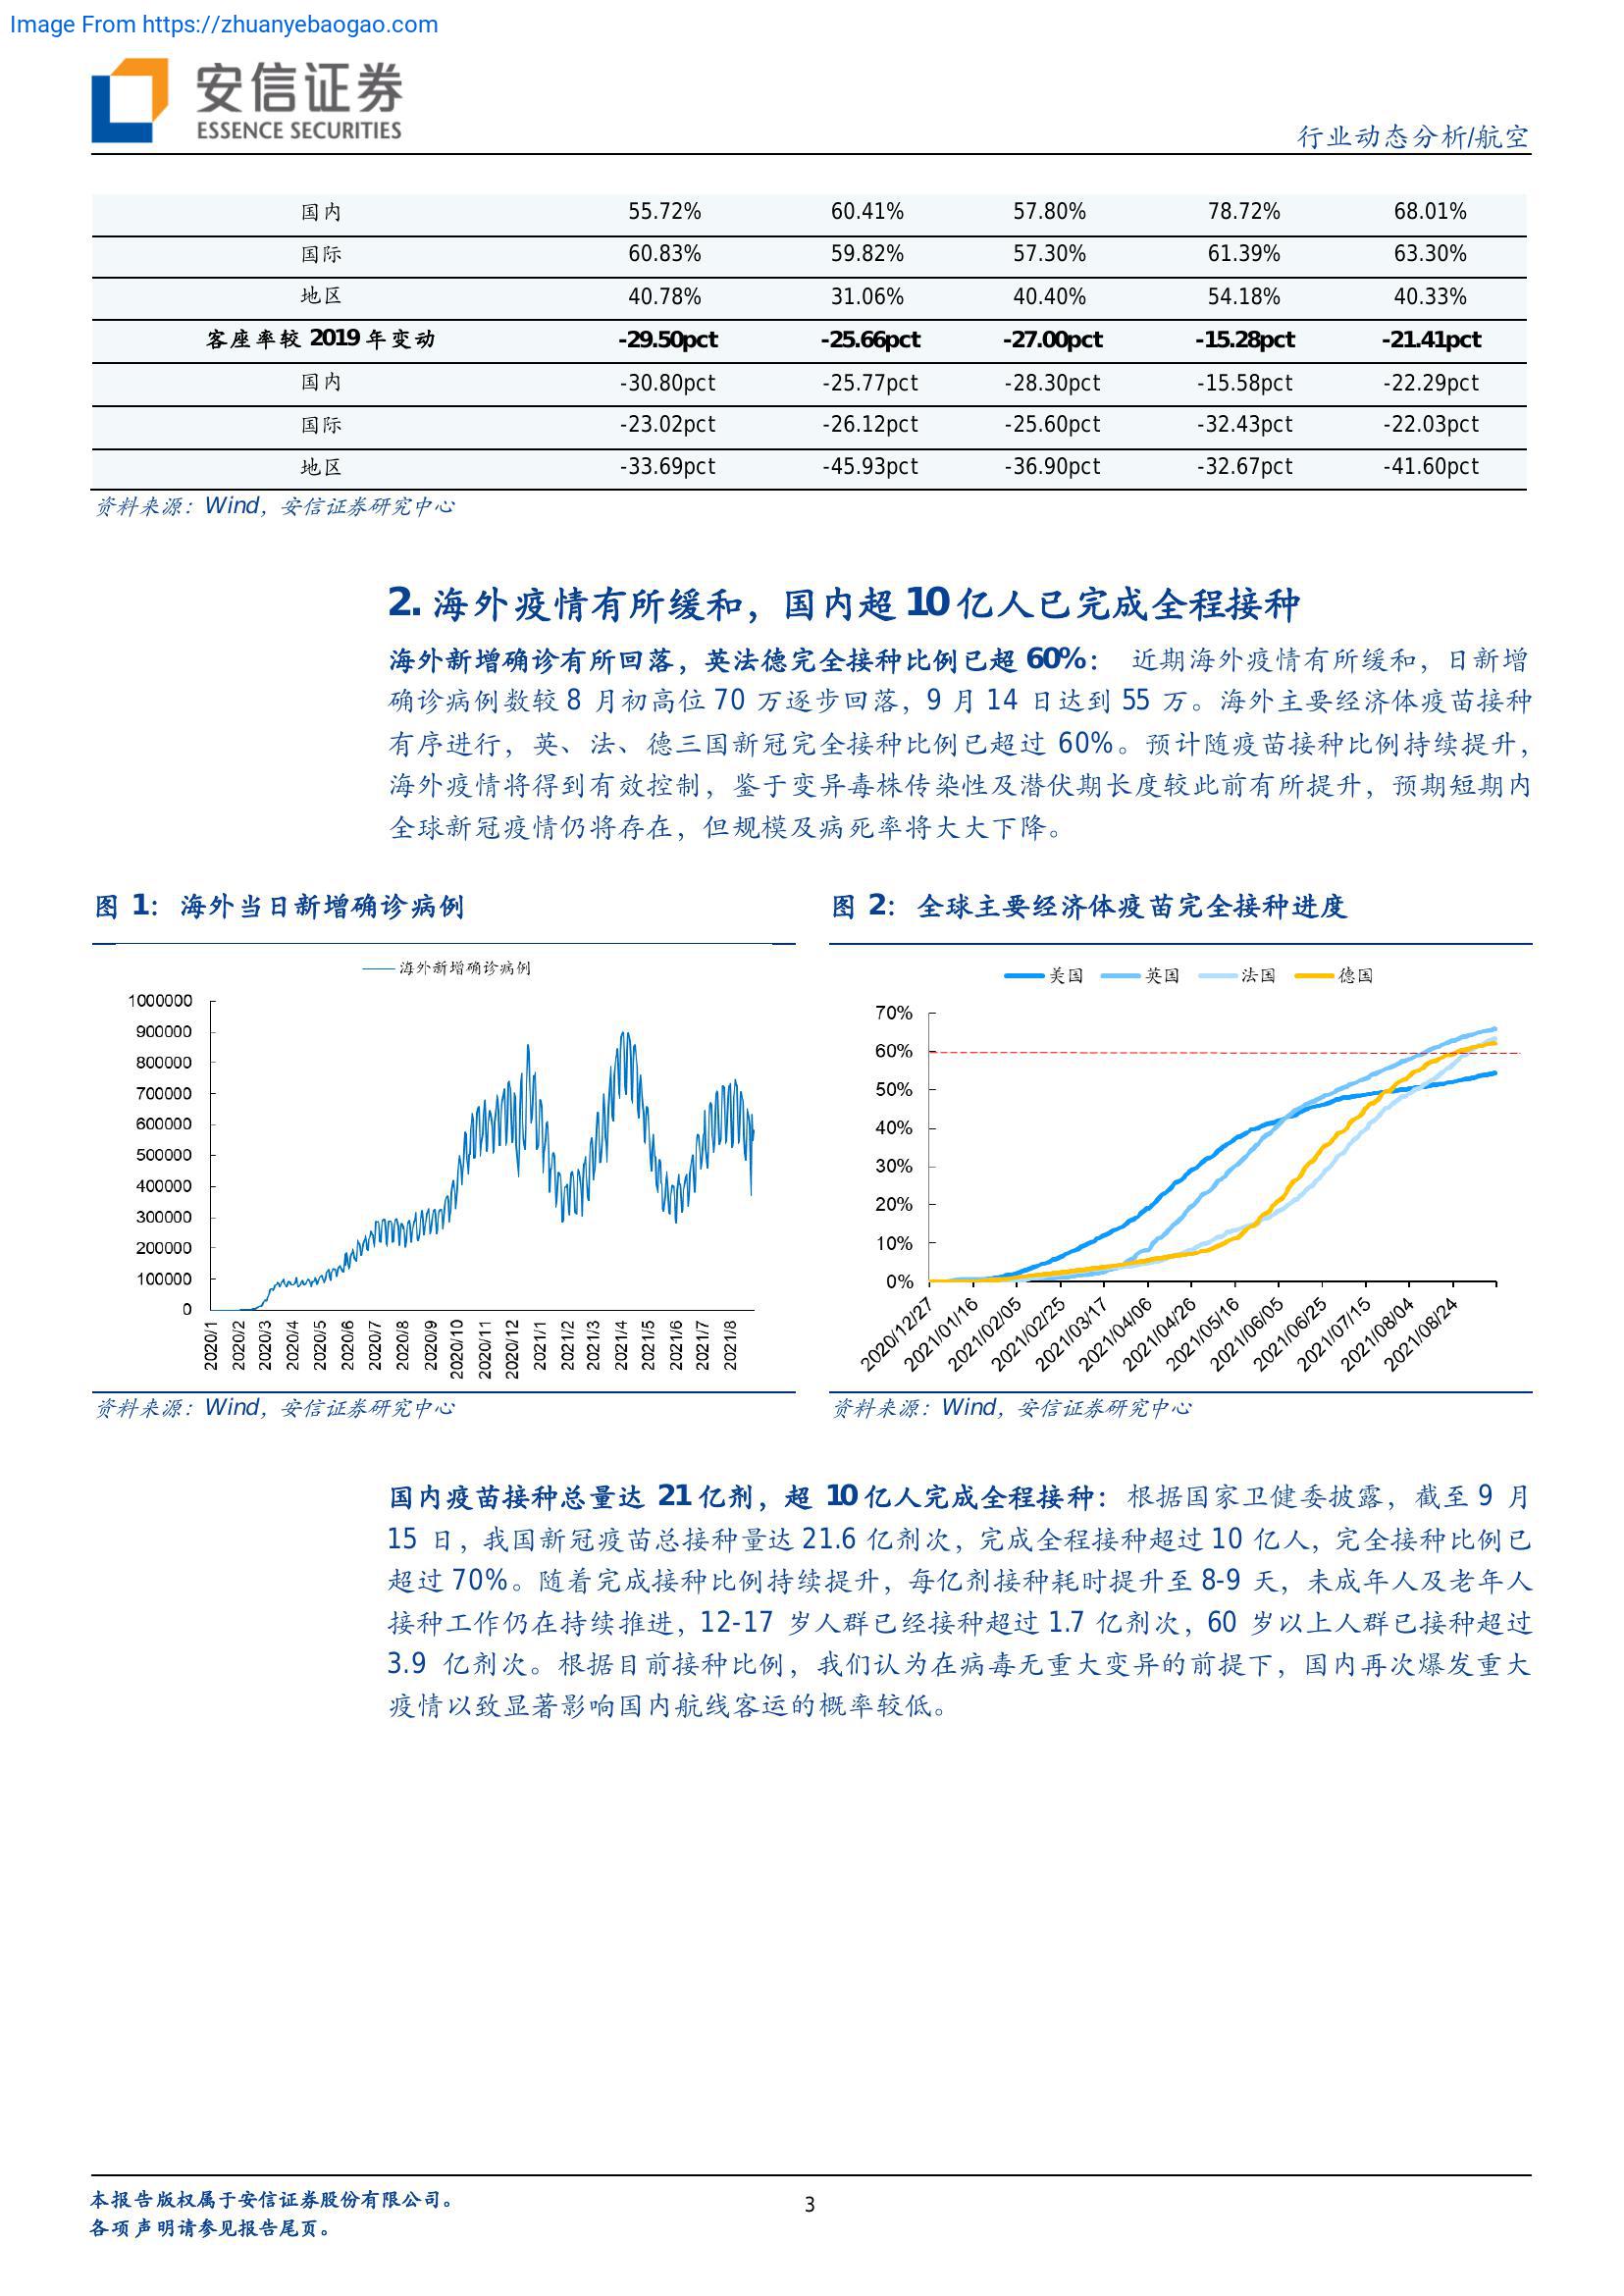 Image From https://zhuanyebaogao.com
安信证券
ESSENCE SECURITIES
行业动态分析/航空
国内 55.72% 60.41% 57.80% 78.72% 68.01%
国际 60.83% 59.82% 57.30% 61.39% 63.30%
地区 40.78% 31.06% 40.40% 54.18% 40.33%
客座率较 2019 年变动 -29.50pct -25.66pct -27.00pct -15.28pct -21.41pct
国内 -30.80pct -25.77pct -28.30pct -15.58pct -22.29pct
国际 -23.02pct -26.12pct -25.60pct -32.43pct -22.03pct
地区 -33.69pct -45.93pct -36.90pct -32.67pct -41.60pct
资料来源：Wind，安信证券研究中心
2. 海外疫情有所缓和，国内超 10 亿人已完成全程接种
海外新增确诊有所回落，英法德完全接种比例已超 60%： 近期海外疫情有所缓和，日新增
确诊病例数较 8 月初高位 70 万逐步回落，9 月 14 日达到 55 万。海外主要经济体疫苗接种
有序进行，英、法、德三国新冠完全接种比例已超过 60%。预计随疫苗接种比例持续提升，
海外疫情将得到有效控制，鉴于变异毒株传染性及潜伏期长度较此前有所提升，预期短期内
全球新冠疫情仍将存在，但规模及病死率将大大下降。
图 1：海外当日新增确诊病例
海外新增确诊病例
1000000
900000
800000
700000
600000
500000
400000
300000
200000
100000
0
2020/1 2020/2 2020/3 2020/4 2020/5 2020/6 2020/7 2020/8 2020/9 2020/10 2020/11 2020/12 2021/1 2021/2 2021/3 2021/4 2021/5 2021/6 2021/7 2021/8
资料来源：Wind，安信证券研究中心
图 2：全球主要经济体疫苗完全接种进度
美国 英国 法国 德国
70%
60%
50%
40%
30%
20%
10%
0%
2020/12/27 2021/01/16 2021/02/05 2021/02/25 2021/03/17 2021/04/06 2021/04/26 2021/05/16 2021/06/05 2021/06/25 2021/07/15 2021/08/04 2021/08/24
资料来源：Wind，安信证券研究中心
国内疫苗接种总量达 21 亿剂，超 10 亿人完成全程接种：根据国家卫健委披露，截至 9 月
15 日，我国新冠疫苗总接种量达 21.6 亿剂次，完成全程接种超过 10 亿人，完全接种比例已
超过 70%。随着完成接种比例持续提升，每亿剂接种耗时提升至 8-9 天，未成年人及老年人
接种工作仍在持续推进，12-17 岁人群已经接种超过 1.7 亿剂次，60 岁以上人群已接种超过
3.9 亿剂次。根据目前接种比例，我们认为在病毒无重大变异的前提下，国内再次爆发重大
疫情以致显著影响国内航线客运的概率较低。
本报告版权属于安信证券股份有限公司。
各项声明请参见报告尾页。
3